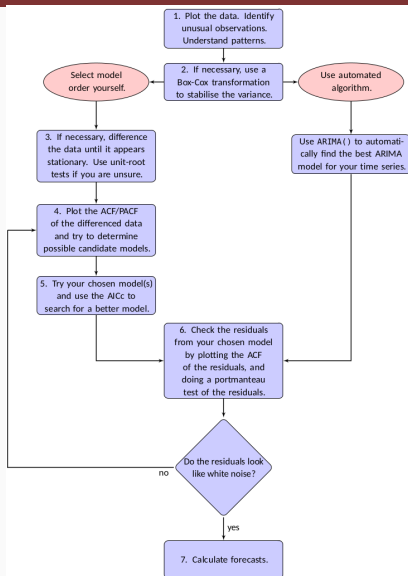 1. Plot the data. Identify
unusual observations.
Understand patterns.
Select model
order yourself.
2. If necessary, use a
Box-Cox transformation
to stabilise the variance.
Use automated
algorithm.
3. If necessary, difference
the data until it appears
stationary. Use unit-root
tests if you are unsure.
Use ARIMA() to automati-
cally find the best ARIMA
model for your time series.
4. Plot the ACF/PACF
of the differenced data
and try to determine
possible candidate models.
5. Try your chosen model(s)
and use the AICc to
search for a better model.
6. Check the residuals
from your chosen model
by plotting the ACF
of the residuals, and
doing a portmanteau
test of the residuals.
Do the residuals look
like white noise?
no
yes
7. Calculate forecasts.